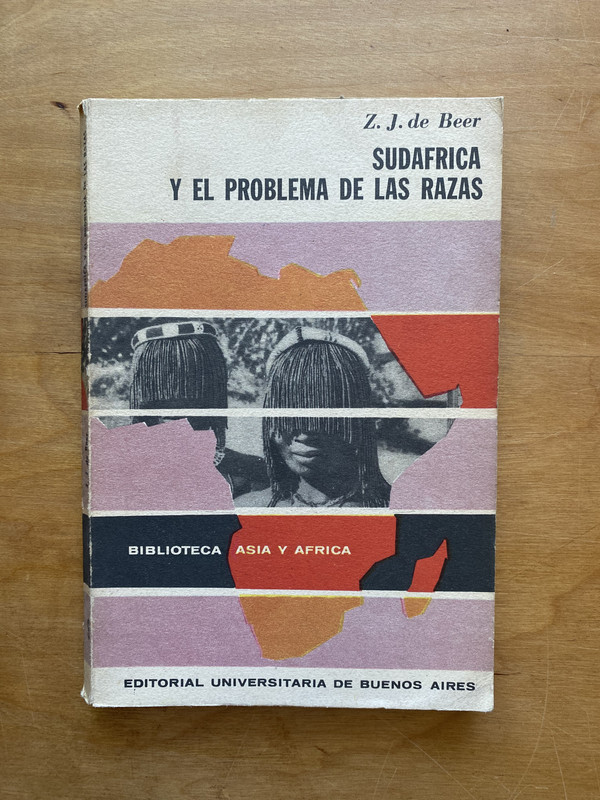 Z. J. de Beer
SUDAFRICA
Y EL PROBLEMA DE LAS RAZAS
BIBLIOTECA ASIA Y AFRICA
EDITORIAL UNIVERSITARIA DE BUENOS AIRES